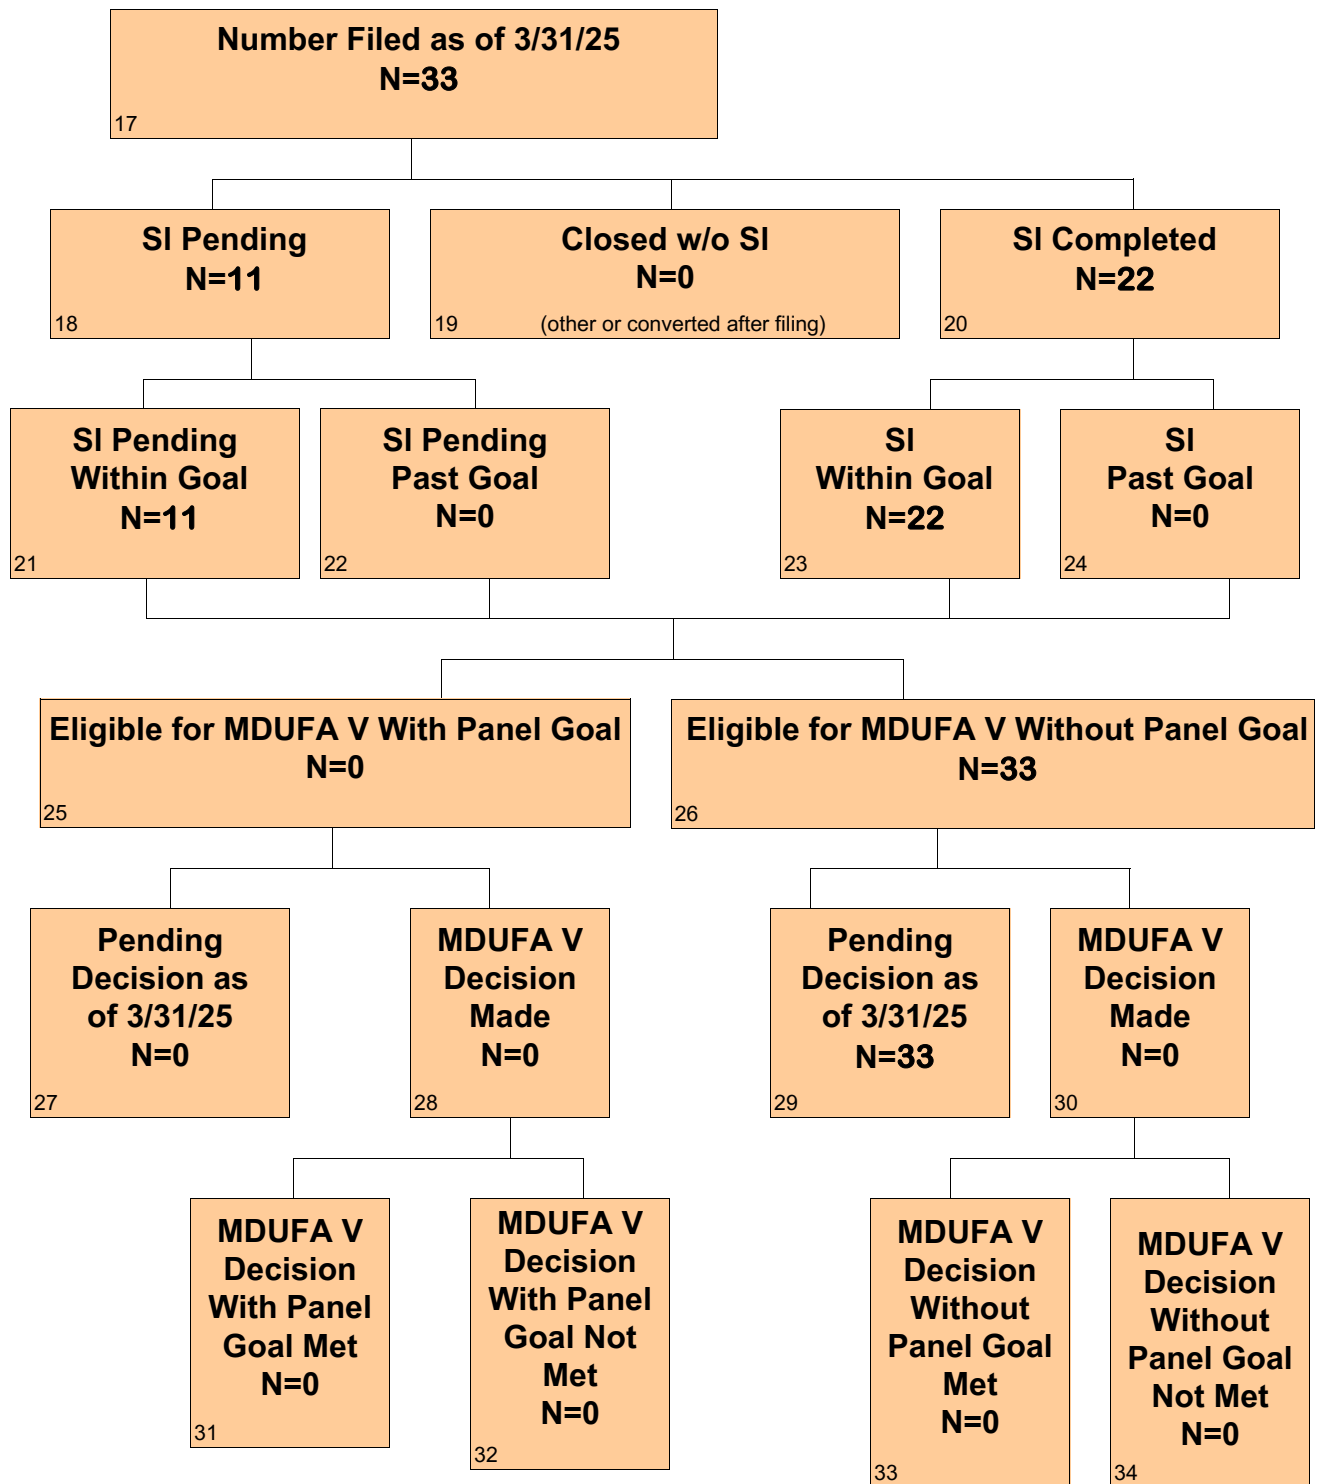 Number Filed as of 3/31/25
N=33
17
SI Pending
N=11
18
Closed w/o SI
N=0
19
(other or converted after filing)
SI Completed
N=22
20
SI Pending
Within Goal
N=11
21
SI Pending
Past Goal
N=0
22
SI
Within Goal
N=22
23
SI
Past Goal
N=0
24
Eligible for MDUFA V With Panel Goal
N=0
25
Eligible for MDUFA V Without Panel Goal
N=33
26
Pending
Decision as
of 3/31/25
N=0
27
MDUFA V
Decision
Made
N=0
28
Pending
Decision as
of 3/31/25
N=33
29
MDUFA V
Decision
Made
N=0
30
MDUFA V
Decision
With Panel
Goal Met
N=0
31
MDUFA V
Decision
With Panel
Goal Not
Met
N=0
32
MDUFA V
Decision
Without
Panel Goal
Met
N=0
33
MDUFA V
Decision
Without
Panel Goal
Not Met
N=0
34